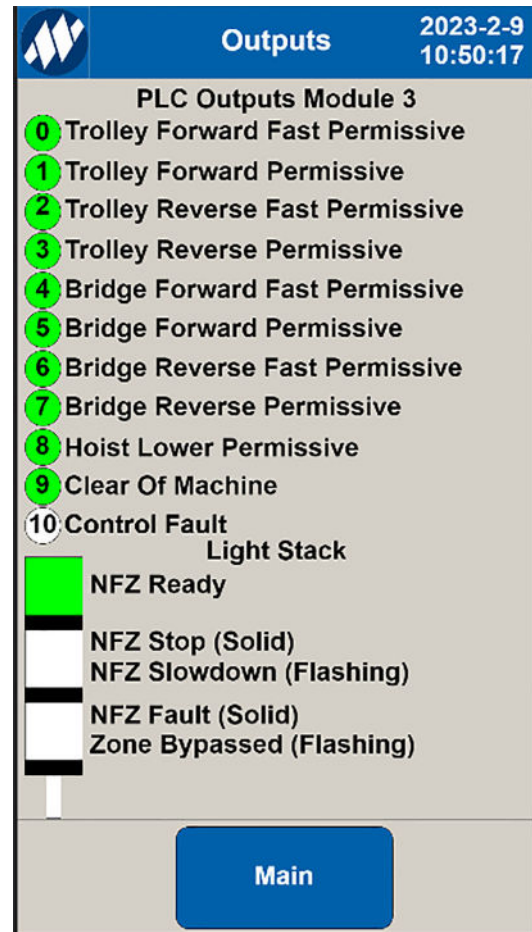 Outputs
2023-2-9
10:50:17
PLC Outputs Module 3
0 Trolley Forward Fast Permissive
1 Trolley Forward Permissive
2 Trolley Reverse Fast Permissive
3 Trolley Reverse Permissive
4 Bridge Forward Fast Permissive
5 Bridge Forward Permissive
6 Bridge Reverse Fast Permissive
7 Bridge Reverse Permissive
8 Hoist Lower Permissive
9 Clear Of Machine
10 Control Fault
Light Stack
NFZ Ready
NFZ Stop (Solid)
NFZ Slowdown (Flashing)
NFZ Fault (Solid)
Zone Bypassed (Flashing)
Main